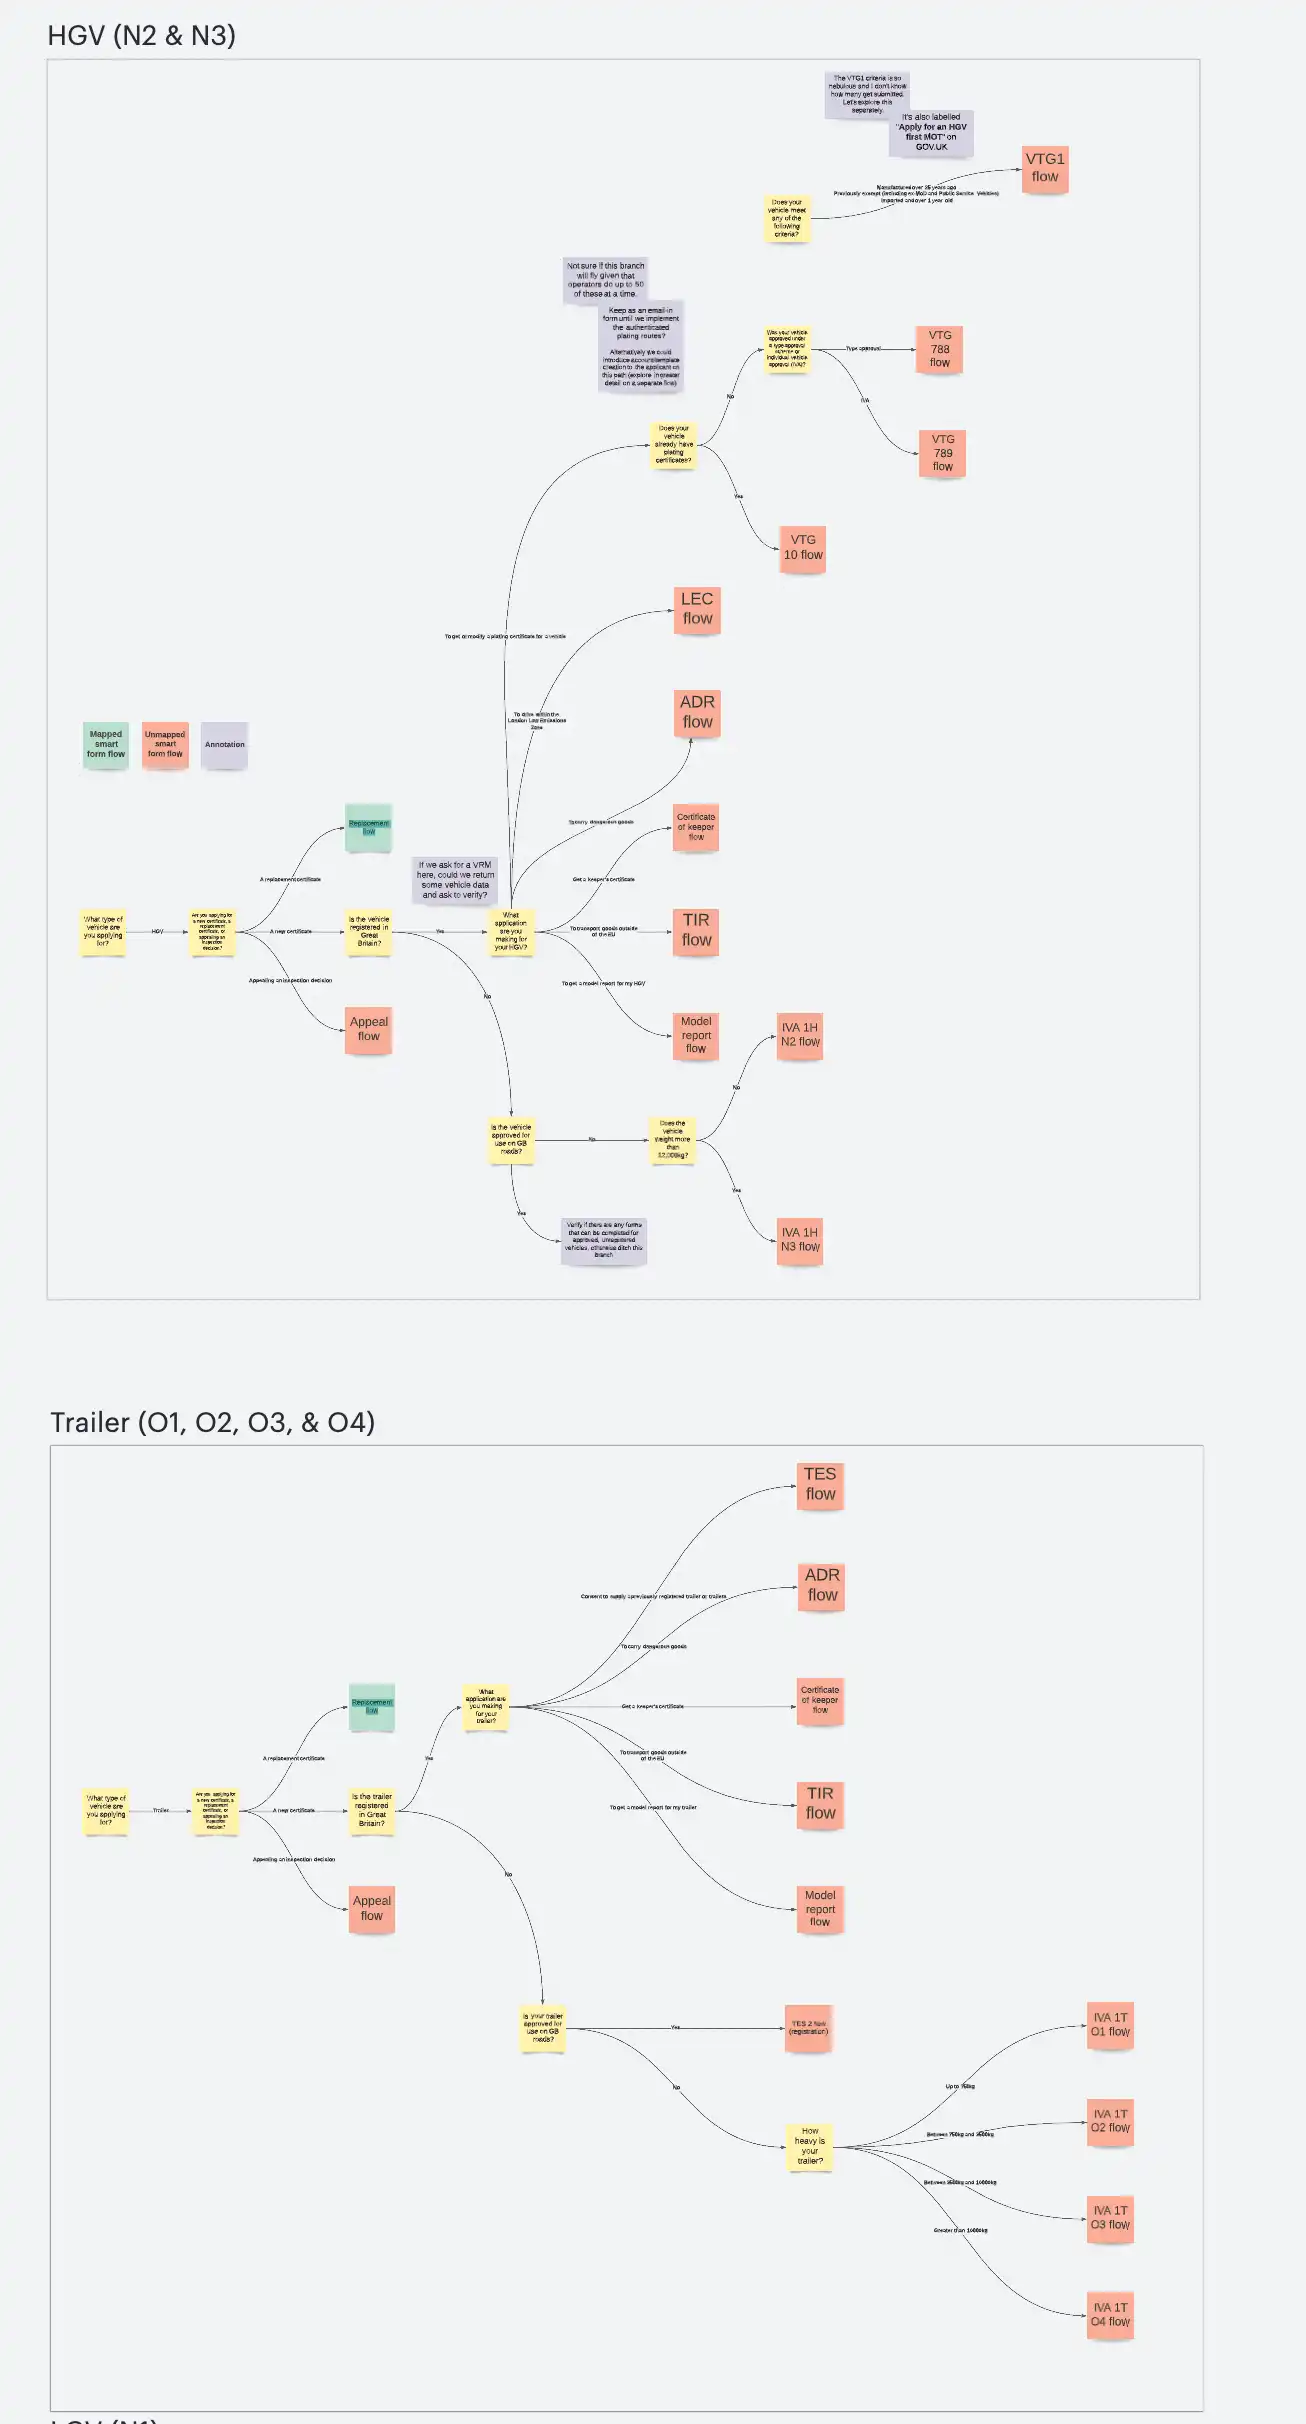 HGV (N2 & N3)
The VTG1 criteria is so
nebulous and I don't know
how many get submitted.
Let's explore this
separately.
It's also labelled
"Apply for an HGV
first MOT" on
GOV.UK
VTG1
flow
Manufactured over 25 years ago
Previously exempt (including ex-MoD and Public Service Vehicles)
Imported and over 1 year old
Does your
vehicle meet
any of the
following
criteria?
Not sure if this branch
will fly given that
operators do up to 50
of these at a time.
Keep as an email-in
form until we implement
the authenticated
plating routes?
Alternatively we could
introduce account/template
creation to the applicant on
this path (explore in greater
detail on a separate flow)
Was your vehicle
approved under
a type approval
scheme or
individual vehicle
approval (IVA)?
Type approval
VTG
788
flow
No
IVA
Does your
vehicle
already have
plating
certificates?
VTG
789
flow
Yes
VTG
10 flow
LEC
flow
To get or modify a plating certificate for a vehicle
ADR
flow
To drive within the
London Low Emissions
Zone
Mapped
smart
form flow
Unmapped
smart
form flow
Annotation
Replacement
flow
To carry dangerous goods
Certificate
of keeper
flow
If we ask for a VRM
here, could we return
some vehicle data
and ask to verify?
A replacement certificate
Get a keeper's certificate
What type of
vehicle are
you applying
for?
HGV
Are you applying for
a new certificate, a
replacement
certificate, or
appealing an
inspection
decision?
A new certificate
Is the vehicle
registered in
Great
Britain?
Yes
What
application
are you
making for
your HGV?
To transport goods outside
of the EU
TIR
flow
Appealing an inspection decision
No
To get a model report for my HGV
Appeal
flow
Model
report
flow
IVA 1H
N2 flow
No
Is the vehicle
approved for
use on GB
roads?
No
Does the
vehicle
weight more
than
12,000kg?
Yes
Yes
Verify if there are any forms
that can be completed for
approved, unregistered
vehicles, otherwise ditch this
branch
IVA 1H
N3 flow
Trailer (O1, O2, O3, & O4)
TES
flow
ADR
flow
Consent to supply a previously registered trailer or trailers
To carry dangerous goods
Replacement
flow
What
application are
you making
for your
trailer?
Get a keeper's certificate
Certificate
of keeper
flow
A replacement certificate
Yes
To transport goods outside
of the EU
What type of
vehicle are
you applying
for?
Trailer
Are you applying for
a new certificate, a
replacement
certificate, or
appealing an
inspection
decision?
A new certificate
Is the trailer
registered
in Great
Britain?
To get a model report for my trailer
TIR
flow
Appealing an inspection decision
No
Appeal
flow
Model
report
flow
Is your trailer
approved for
use on GB
roads?
Yes
TES 2 flow
(registration)
IVA 1T
O1 flow
No
Up to 750kg
How
heavy is
your
trailer?
Between 750kg and 3500kg
IVA 1T
O2 flow
Between 3500kg and 10000kg
IVA 1T
O3 flow
Greater than 10000kg
IVA 1T
O4 flow
LGV (N1)